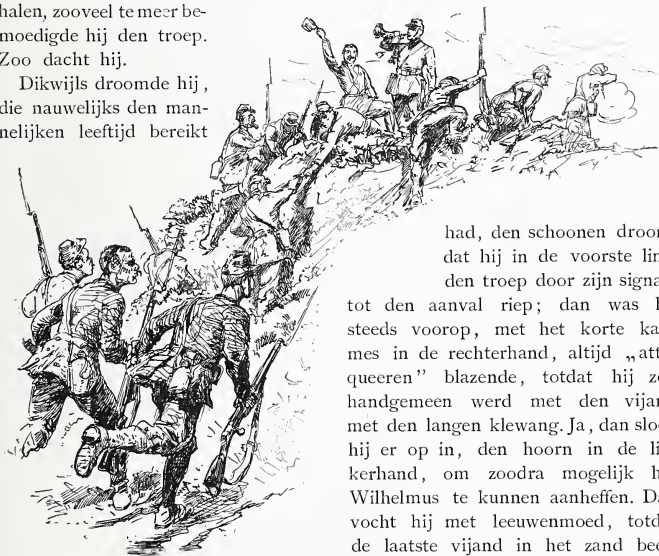 halen, zooveel te meer be-
moedigde hij den troep.
Zoo dacht hij.
Dikwijls droomde hij,
die nauwelijks den man-
nelijken leeftijd bereikt
had, den schoonen droom
dat hij in de voorste
den troep door zijn
tot den aanval riep; dan was
steeds voorop, met het korte
mes in de rechterhand, altijd „att
queeren” blazende, totdat hij
handgemeen werd met den
met den langen klewang. Ja, dan
hij er op in, den hoorn in de
kerhand, om zoodra mogelijk
Wilhelmus te kunnen aanheffen.
vocht hij met leeuwenmoed,
de laatste vijand in het zand